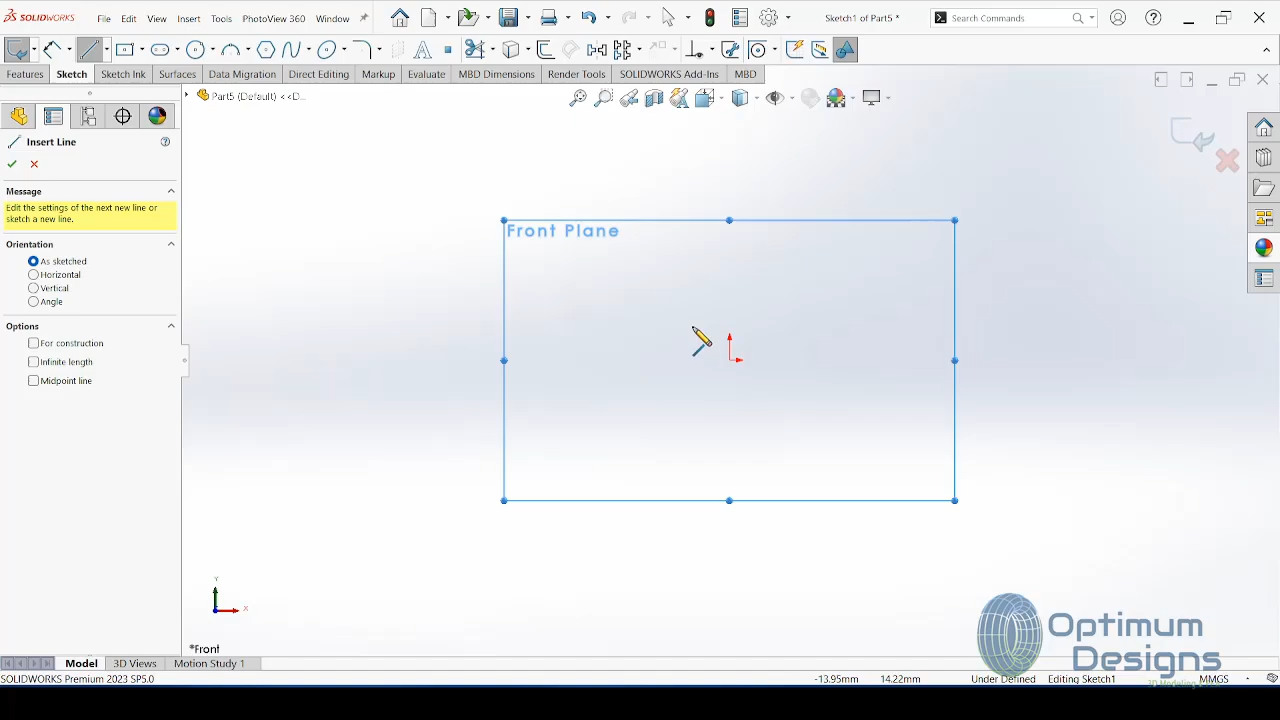 SOLIDWORKS File Edit View Insert Tools PhotoView 360 Window Sketch1 of Part5 * Search Commands
Features Sketch Sketch Ink Surfaces Data Migration Direct Editing Markup Evaluate MBD Dimensions Render Tools SOLIDWORKS Add-Ins MBD
Part5 (Default) <<D...
Insert Line
Message
Edit the settings of the next new line or
sketch a new line.
Orientation
As sketched
Horizontal
Vertical
Angle
Options
For construction
Infinite length
Midpoint line
Front Plane
Y
X
*Front
Optimum
Designs
Model 3D Views Motion Study 1
SOLIDWORKS Premium 2023 SP5.0 -13.95mm 14.22mm Under Defined Editing Sketch1 MMGS